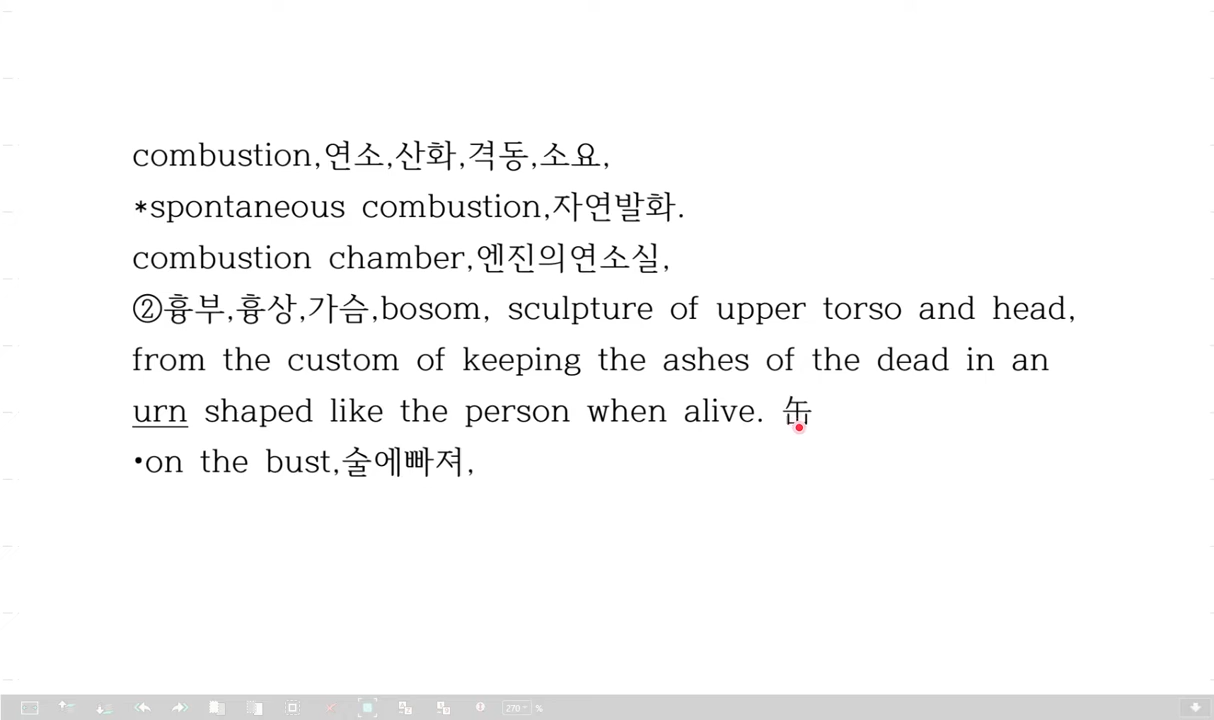 combustion,연소,산화,격동,소요,
*spontaneous combustion,자연발화.
combustion chamber,엔진의연소실,
②흉부,흉상,가슴,bosom, sculpture of upper torso and head,
from the custom of keeping the ashes of the dead in an
urn shaped like the person when alive. 缶
•on the bust,술에빠져,
270 %